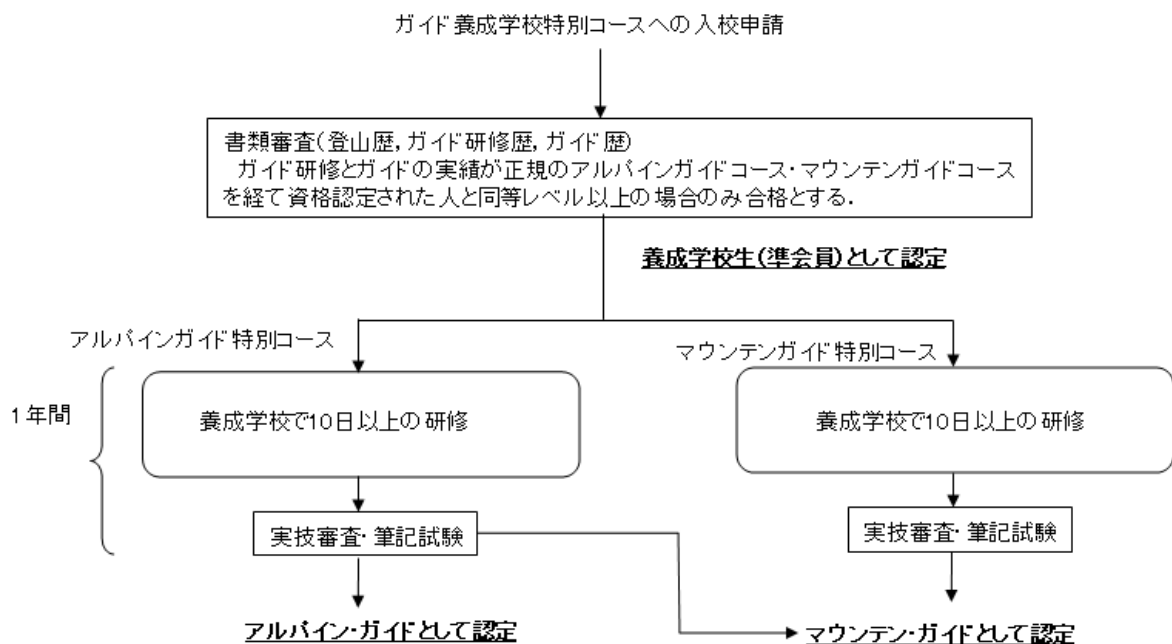 ガイド養成学校特別コースへの入校申請
書類審査(登山歴, ガイド研修歴, ガイド歴)
ガイド研修とガイドの実績が正規のアルパインガイドコース・マウンテンガイドコース
を経て資格認定された人と同等レベル以上の場合のみ合格とする.
養成学校生(準会員)として認定
アルパインガイド特別コース
マウンテンガイド特別コース
1年間
養成学校で10日以上の研修
養成学校で10日以上の研修
実技審査・筆記試験
実技審査・筆記試験
アルパイン・ガイドとして認定
マウンテン・ガイドとして認定